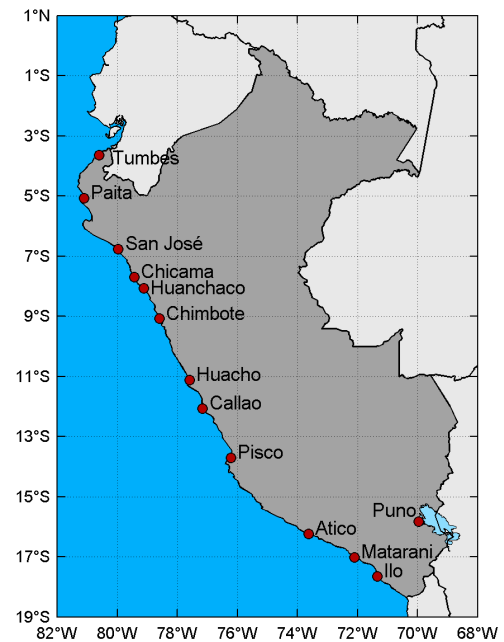 1°N
1°S
3°S
Tumbes
5°S
Paita
San José
7°S
Chicama
Huanchaco
9°S
Chimbote
11°S
Huacho
Callao
13°S
Pisco
15°S
Puno
Atico
17°S
Matarani
Ilo
19°S
82°W 80°W 78°W 76°W 74°W 72°W 70°W 68°W